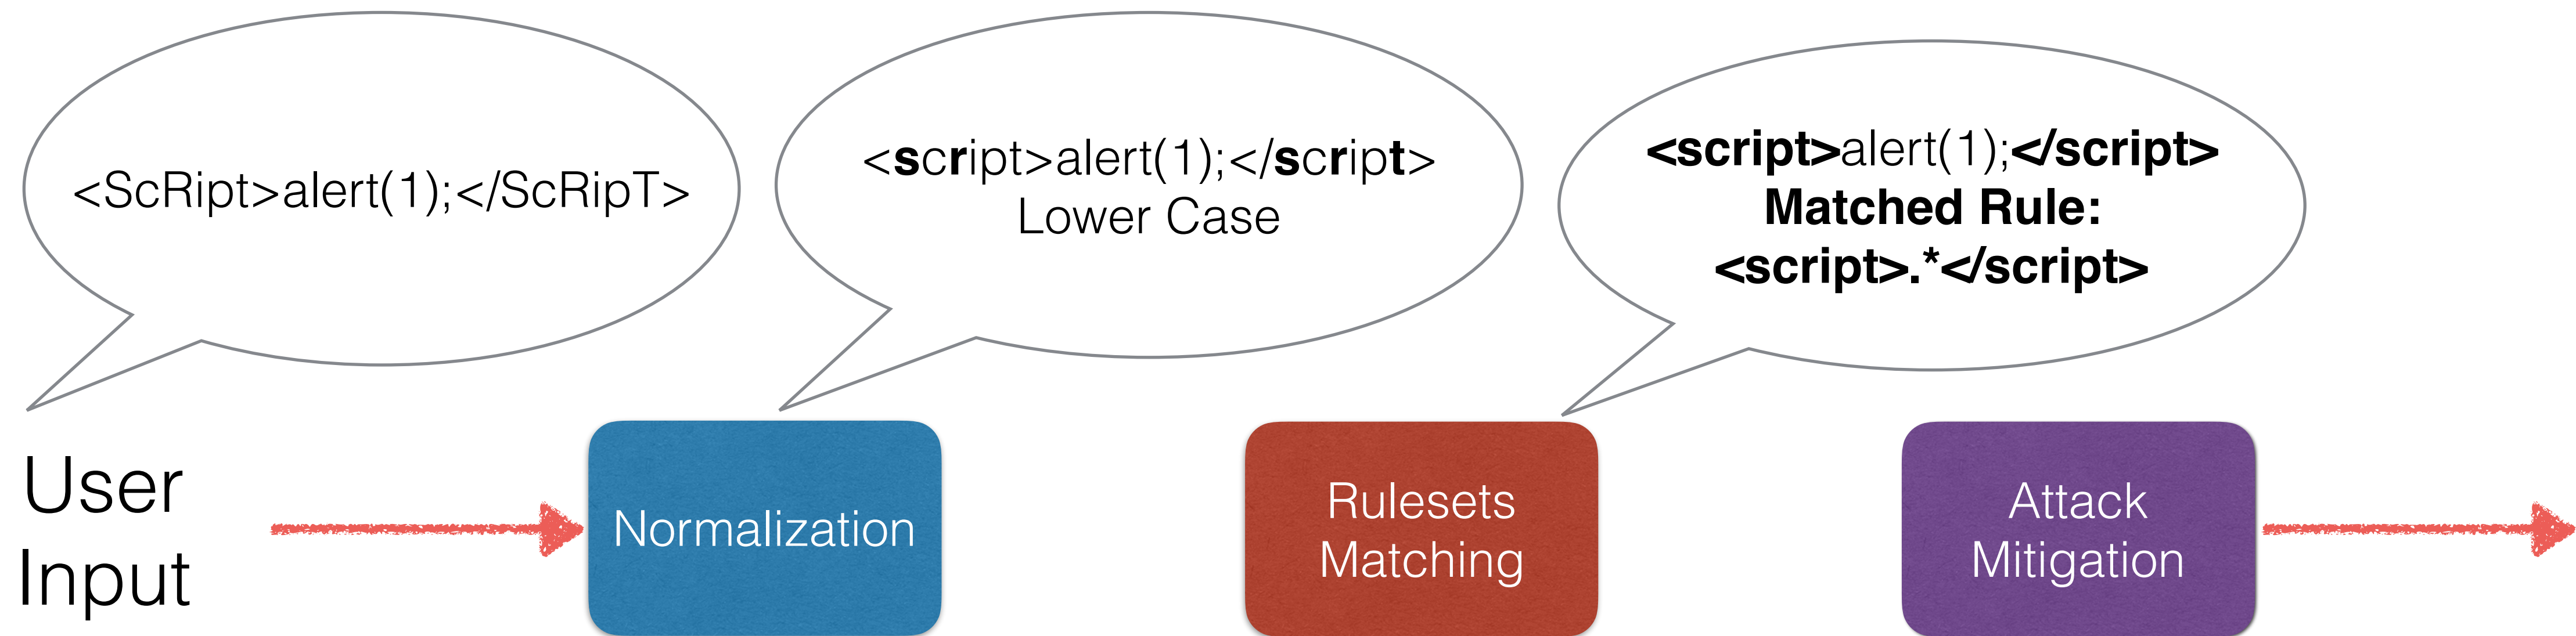 <ScRipt>alert(1);</ScRipT>
<script>alert(1);</script>
Lower Case
<script>alert(1);</script>
Matched Rule:
<script>.*</script>
User
Input
Normalization
Rulesets
Matching
Attack
Mitigation